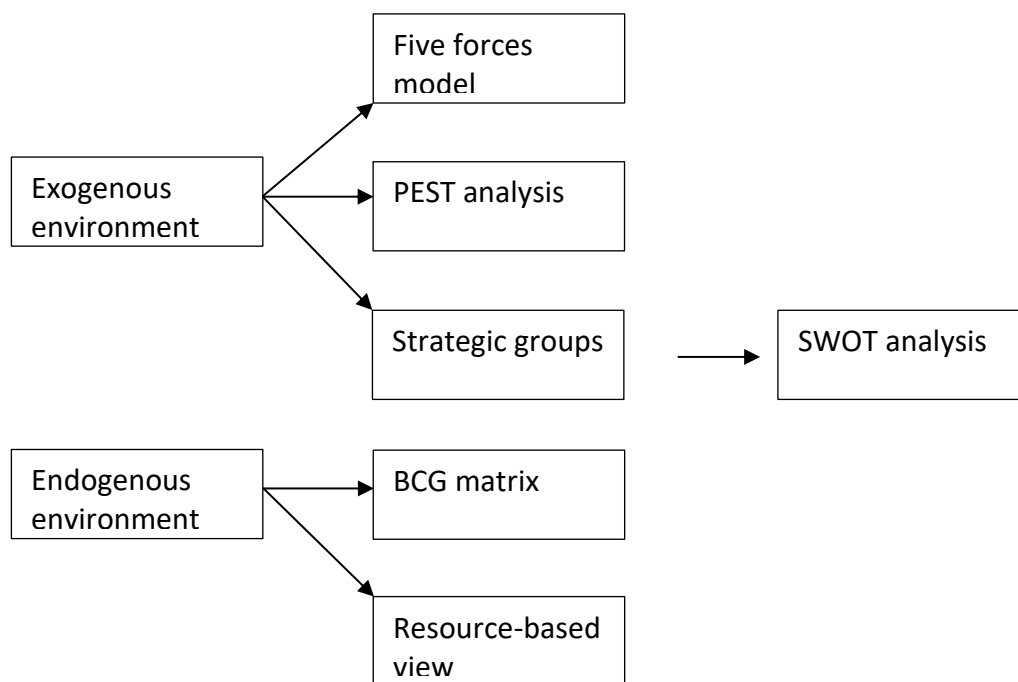 Five forces
model
Exogenous
environment
PEST analysis
Strategic groups
SWOT analysis
Endogenous
environment
BCG matrix
Resource-based
view